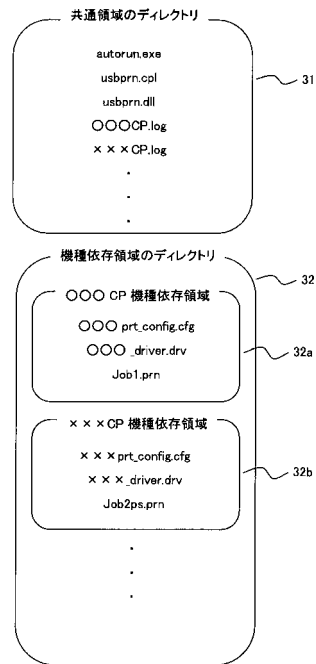 共通領域のディレクトリ
autorun.exe
usbprn.cpl
usbprn.dll
○○○CP.log
×××CP.log
・
・
・
31
機種依存領域のディレクトリ
32
○○○ CP 機種依存領域
○○○ prt_config.cfg
○○○ _driver.drv
Job1.prn
32a
×××CP 機種依存領域
×××prt_config.cfg
×××_driver.drv
Job2ps.prn
32b
・
・
・